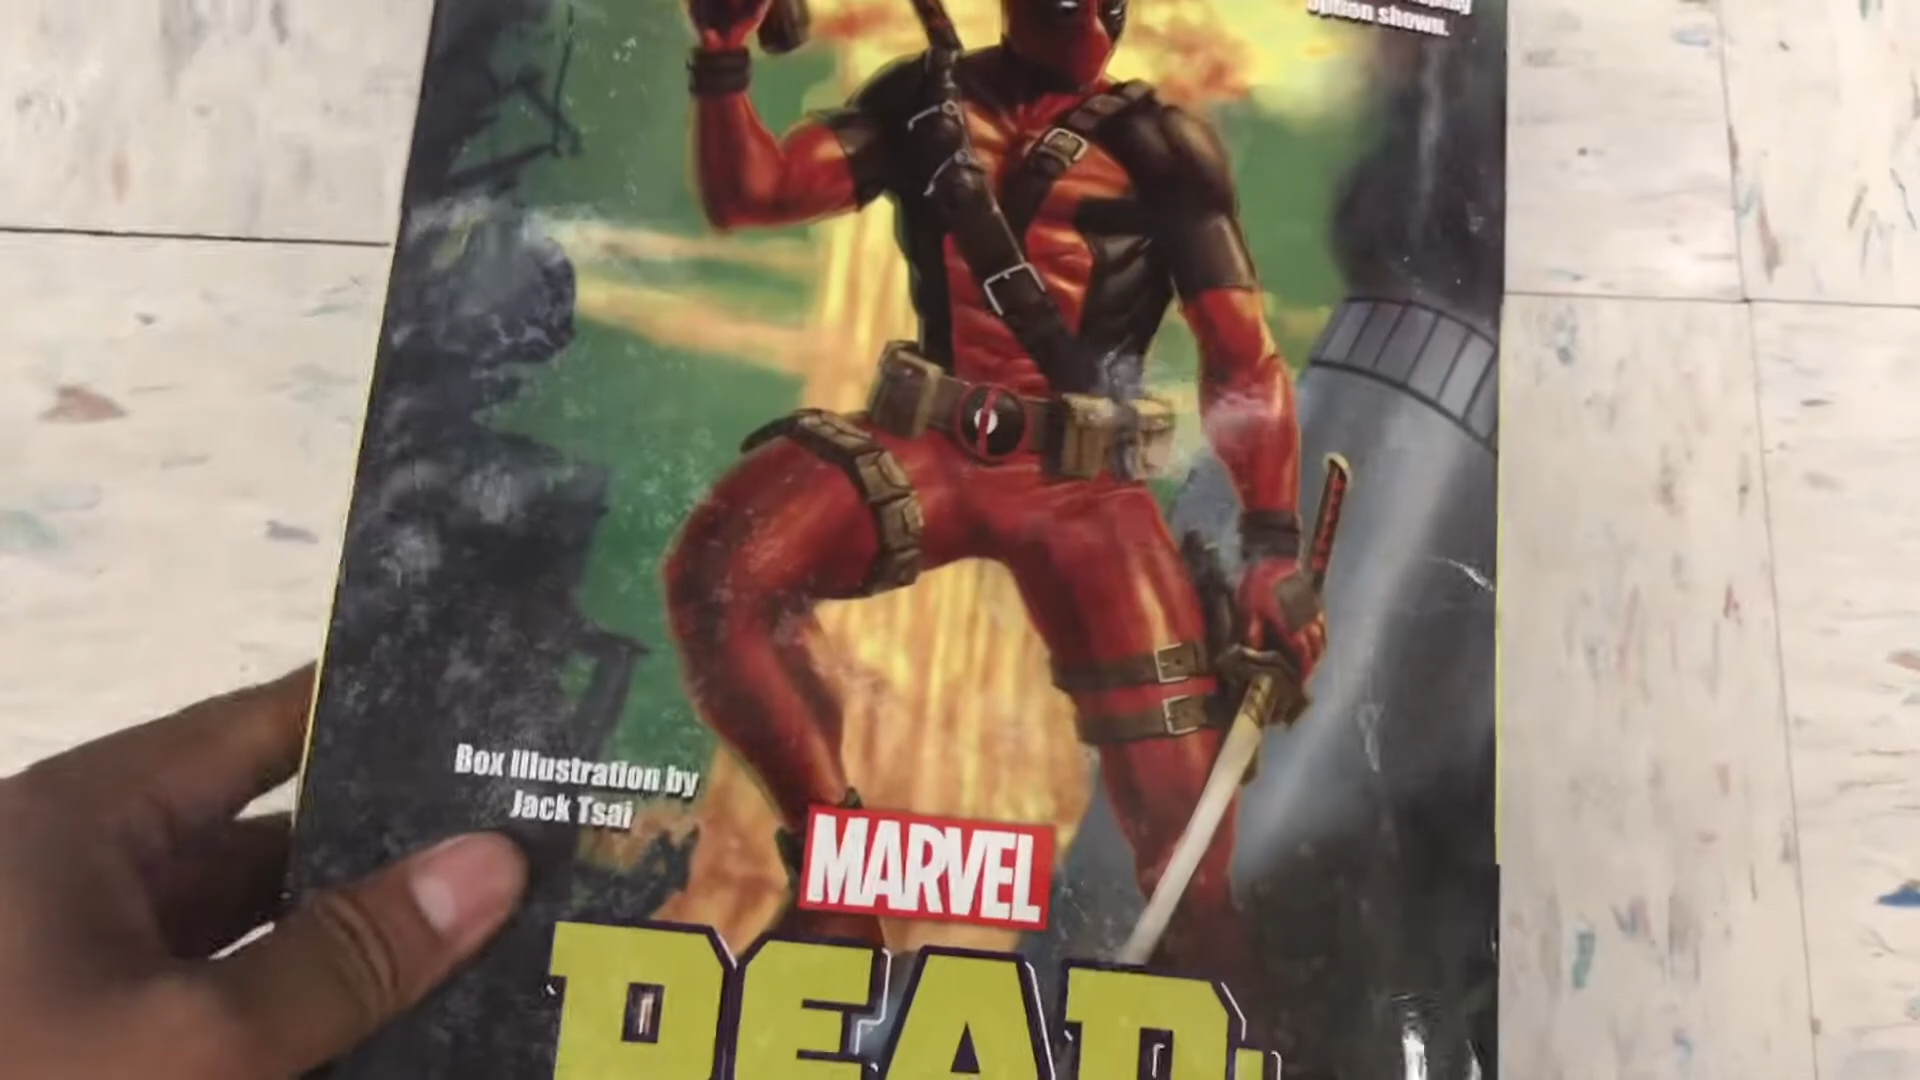 option shown.
Box Illustration by
Jack Tsai
MARVEL
DEAD